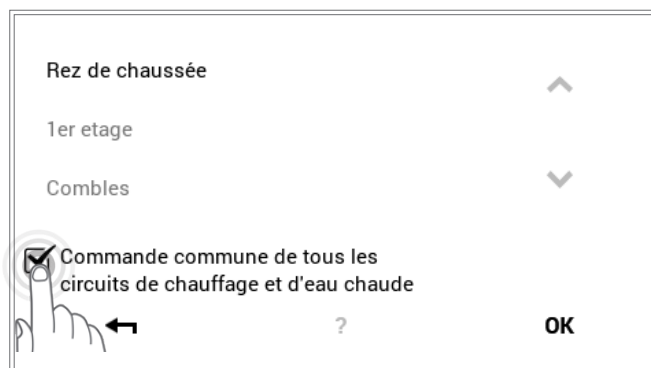 Rez de chaussée
1er etage
Combles
Commande commune de tous les
circuits de chauffage et d'eau chaude
? OK